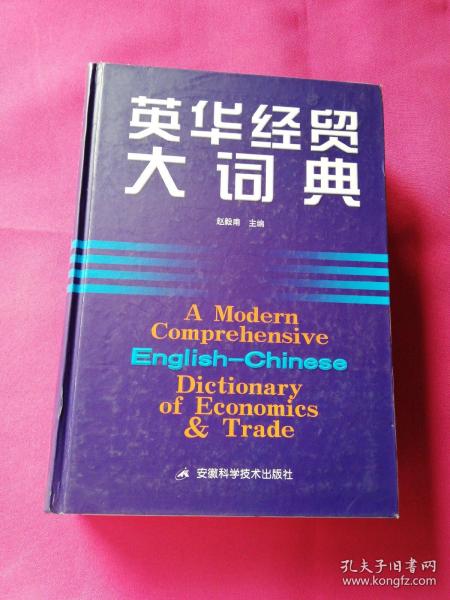 英华经贸
大词典
赵毅甫 主编
A Modern
Comprehensive
English-Chinese
Dictionary
of Economics
& Trade
安徽科学技术出版社
孔夫子旧书网
www.kongfz.com